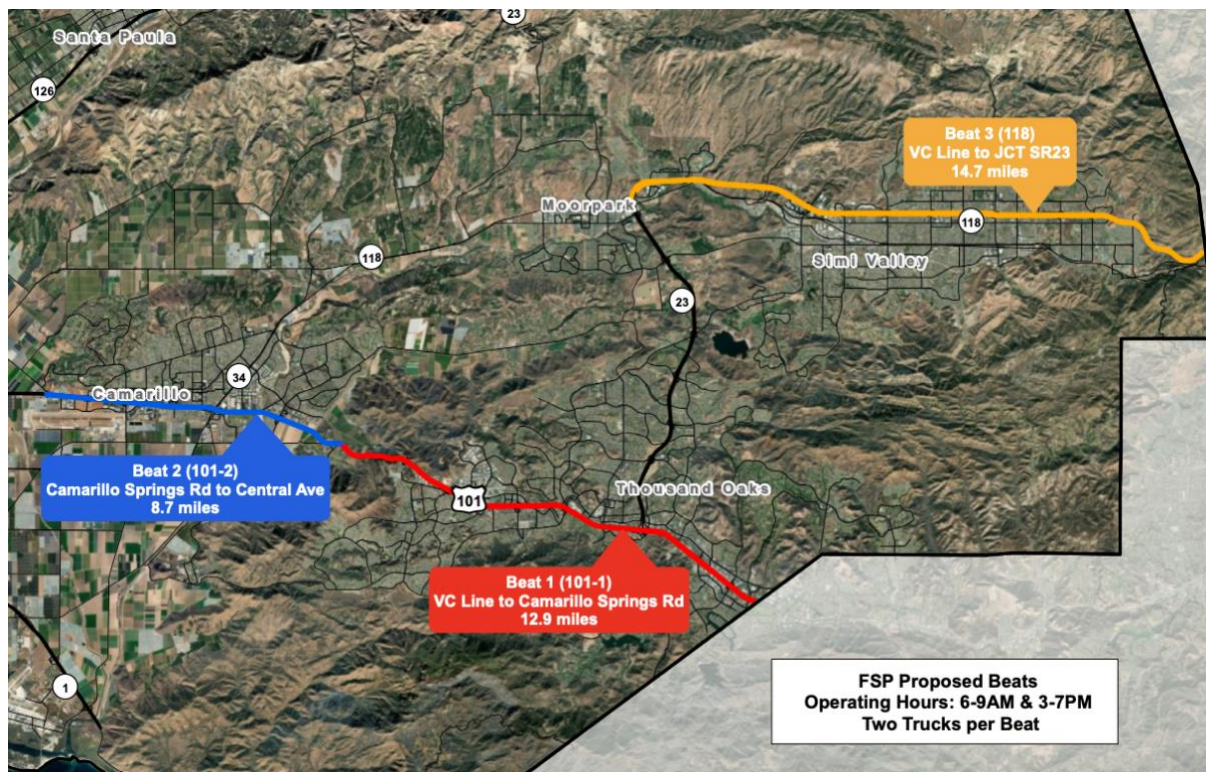 23
Santa Paula
126
Beat 3 (118)
VC Line to JCT SR23
14.7 miles
Moorpark
118
118
Simi Valley
23
34
Camarillo
Beat 2 (101-2)
Camarillo Springs Rd to Central Ave
8.7 miles
Thousand Oaks
101
Beat 1 (101-1)
VC Line to Camarillo Springs Rd
12.9 miles
1
FSP Proposed Beats
Operating Hours: 6-9AM & 3-7PM
Two Trucks per Beat